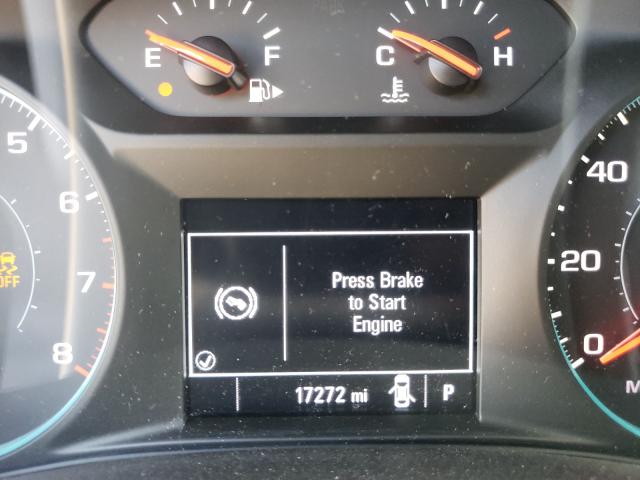 E F
C H
5
6
7
8
OFF
40
20
0
M
Press Brake
to Start
Engine
17272 mi P